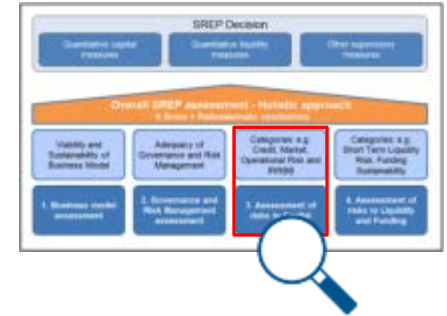 SREP Decision
Quantitative capital
measures
Quantitative liquidity
measures
Other supervisory
measures
Overall SREP assessment - Holistic approach
Viability and
Sustainability of
Business Model
Adequacy of
Governance and Risk
Management
Categories: e.g.
Credit, Market,
Operational Risk and
IRRBB
Categories: e.g.
Short Term Liquidity
Risk, Funding
Sustainability
1. Business model
assessment
2. Governance and
Risk Management
assessment
3. Assessment of
risks to Capital
4. Assessment of
risks to Liquidity
and Funding